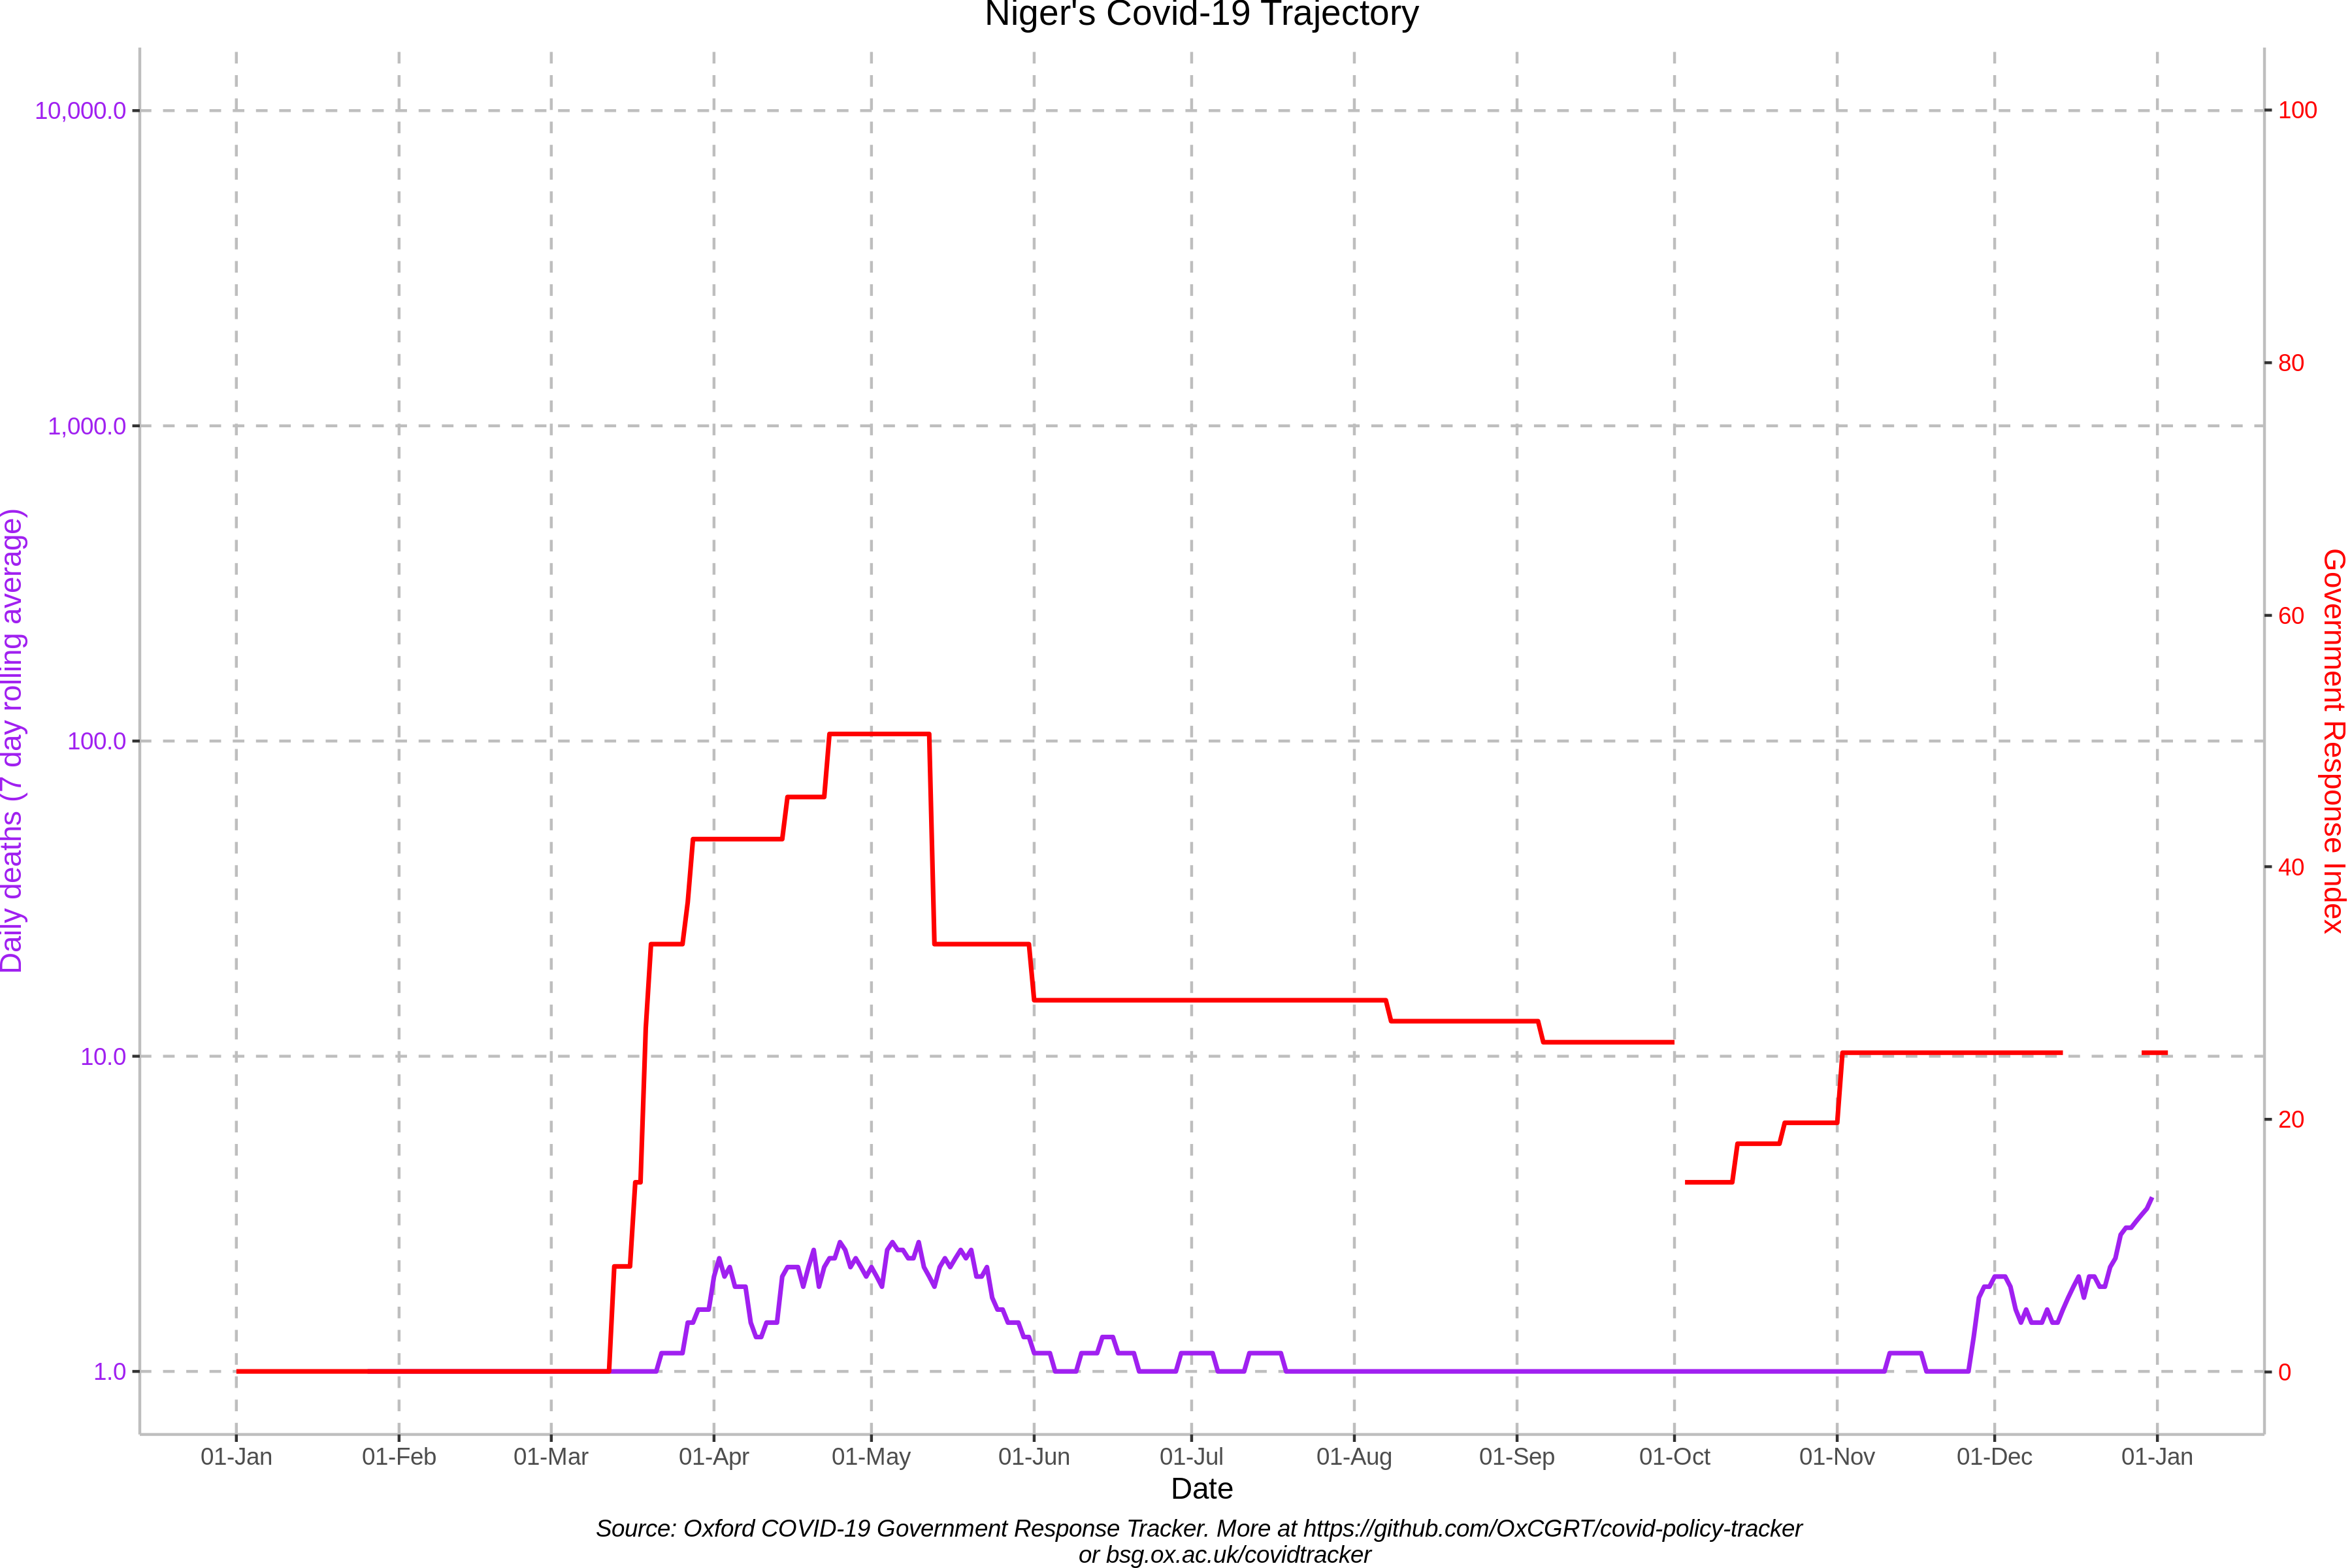 Niger's Covid-19 Trajectory
10,000.0
1,000.0
100.0
10.0
1.0
Daily deaths (7 day rolling average)
100
80
60
40
20
0
Government Response Index
01-Jan
01-Feb
01-Mar
01-Apr
01-May
01-Jun
01-Jul
01-Aug
01-Sep
01-Oct
01-Nov
01-Dec
01-Jan
Date
Source: Oxford COVID-19 Government Response Tracker. More at https://github.com/OxCGRT/covid-policy-tracker
or bsg.ox.ac.uk/covidtracker